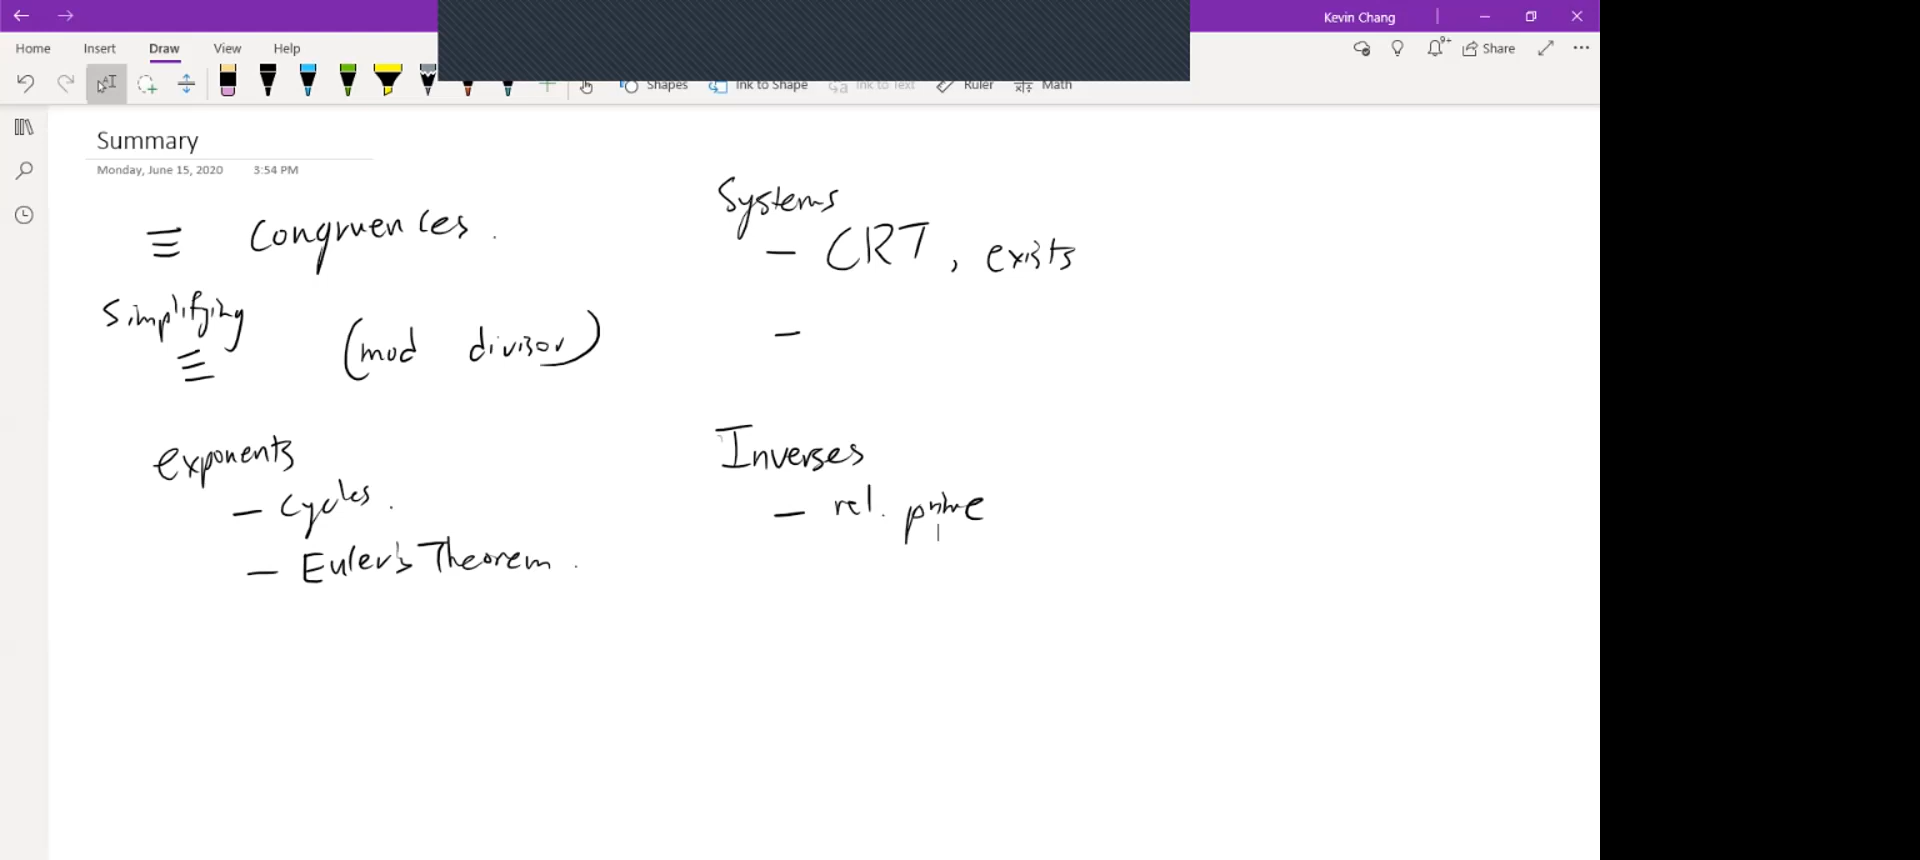 Kevin Chang
Home Insert Draw View Help
9+
Share
Shapes Ink to Shape Ink to Text Ruler Math
Summary
Monday, June 15, 2020 3:54 PM
≡ Congruences.
Simplifying
≡ (mod divisor)
exponents
- Cycles.
- Euler's Theorem.
Systems
- CRT, exists
-
Inverses
- rel. prime